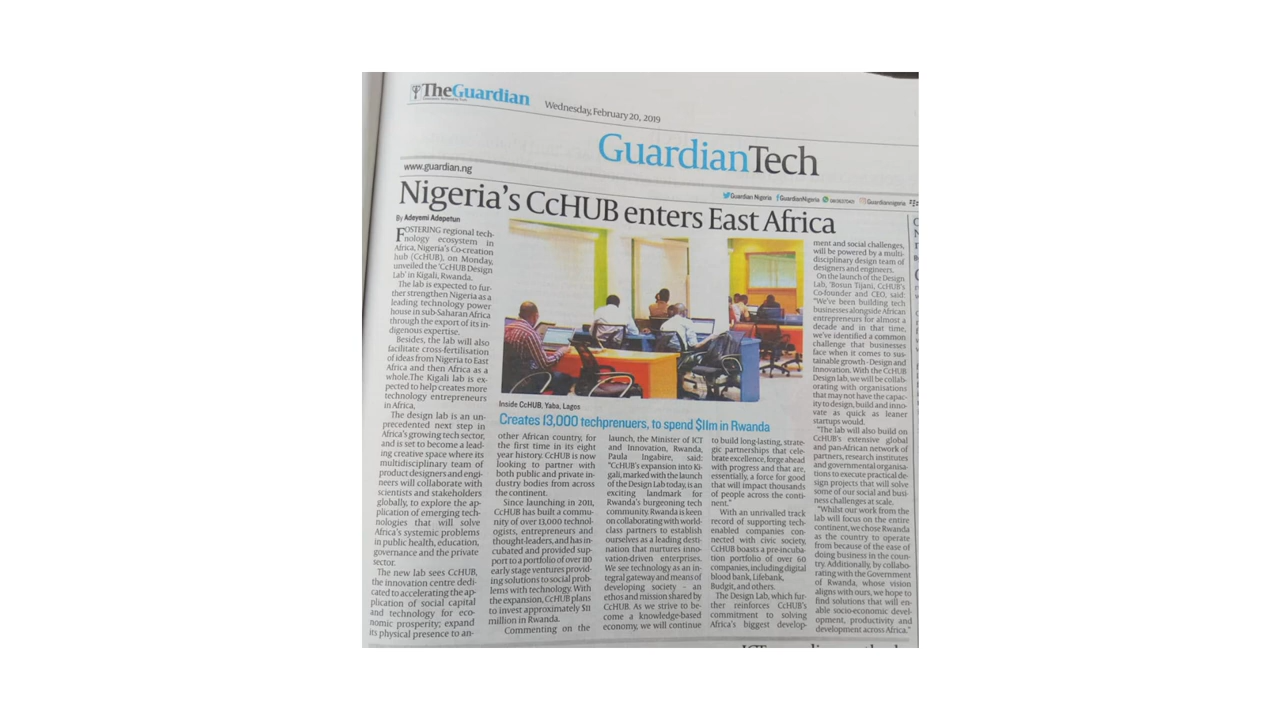 TheGuardian
Wednesday, February 20, 2019
GuardianTech
www.guardian.ng
Guardian Nigeria GuardianNigeria Guardiannigeria
Nigeria's CcHUB enters East Africa
By Adeyemi Adepetun
FOSTERING regional tech-
nology ecosystem in
Africa, Nigeria's Co-creation
hub (CcHUB), on Monday,
unveiled the 'CcHUB Design
Lab' in Kigali, Rwanda.
The lab is expected to fur-
ther strengthen Nigeria as a
leading technology power
house in sub-Saharan Africa
through the export of its in-
digenous expertise.
Besides, the lab will also
facilitate cross-fertilisation
of ideas from Nigeria to East
Africa and then Africa as a
whole.The Kigali lab is ex-
pected to help creates more
technology entrepreneurs
in Africa,
The design lab is an un-
precedented next step in
Africa's growing tech sector,
and is set to become a lead-
ing creative space where its
multidisciplinary team of
product designers and engi-
neers will collaborate with
scientists and stakeholders
globally, to explore the ap-
plication of emerging tech-
nologies that will solve
Africa's systemic problems
in public health, education,
governance and the private
sector.
The new lab sees CcHUB,
the innovation centre dedi-
cated to accelerating the ap-
plication of social capital
and technology for eco-
nomic prosperity; expand
its physical presence to an-
Inside CcHUB, Yaba, Lagos
Creates 13,000 techprenuers, to spend $11m in Rwanda
other African country, for
the first time in its eight
year history. CcHUB is now
looking to partner with
both public and private in-
dustry bodies from across
the continent.
Since launching in 2011,
CcHUB has built a commu-
nity of over 13,000 technol-
ogists, entrepreneurs and
thought-leaders, and has in-
cubated and provided sup-
port to a portfolio of over 110
early stage ventures provid-
ing solutions to social prob-
lems with technology. With
the expansion, CcHUB plans
to invest approximately $11
million in Rwanda.
Commenting on the
launch, the Minister of ICT
and Innovation, Rwanda,
Paula Ingabire, said:
"CcHUB's expansion into Ki-
gali, marked with the launch
of the Design Lab today, is an
exciting landmark for
Rwanda's burgeoning tech
community. Rwanda is keen
on collaborating with world-
class partners to establish
ourselves as a leading desti-
nation that nurtures inno-
vation-driven enterprises.
We see technology as an in-
tegral gateway and means of
developing society – an
ethos and mission shared by
CcHUB. As we strive to be-
come a knowledge-based
economy, we will continue
to build long-lasting, strate-
gic partnerships that cele-
brate excellence, forge ahead
with progress and that are,
essentially, a force for good
that will impact thousands
of people across the conti-
nent."
With an unrivalled track
record of supporting tech-
enabled companies con-
nected with civic society,
CcHUB boasts a pre-incuba-
tion portfolio of over 60
companies, including digital
blood bank, Lifebank,
Budgit, and others.
The Design Lab, which fur-
ther reinforces CcHUB's
commitment to solving
Africa's biggest develop-
ment and social challenges,
will be powered by a multi-
disciplinary design team of
designers and engineers.
On the launch of the Design
Lab, 'Bosun Tijani, CcHUB's
Co-founder and CEO, said:
"We've been building tech
businesses alongside African
entrepreneurs for almost a
decade and in that time,
we've identified a common
challenge that businesses
face when it comes to sus-
tainable growth - Design and
Innovation. With the CcHUB
Design lab, we will be collab-
orating with organisations
that may not have the capac-
ity to design, build and inno-
vate as quick as leaner
startups would.
"The lab will also build on
CcHUB's extensive global
and pan-African network of
partners, research institutes
and governmental organisa-
tions to execute practical de-
sign projects that will solve
some of our social and busi-
ness challenges at scale.
"Whilst our work from the
lab will focus on the entire
continent, we chose Rwanda
as the country to operate
from because of the ease of
doing business in the coun-
try. Additionally, by collabo-
rating with the Government
of Rwanda, whose vision
aligns with ours, we hope to
find solutions that will en-
able socio-economic devel-
opment, productivity and
development across Africa."